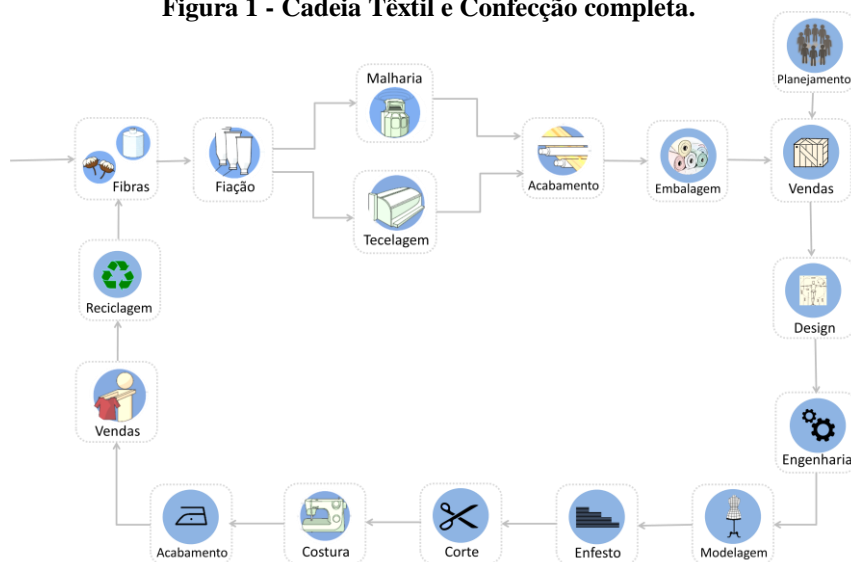 Figura 1 - Cadeia Têxtil e Confecção completa.
Planejamento
Malharia
Fibras
Fiação
Acabamento
Embalagem
Vendas
Tecelagem
Reciclagem
Design
Vendas
Engenharia
Acabamento
Costura
Corte
Enfesto
Modelagem